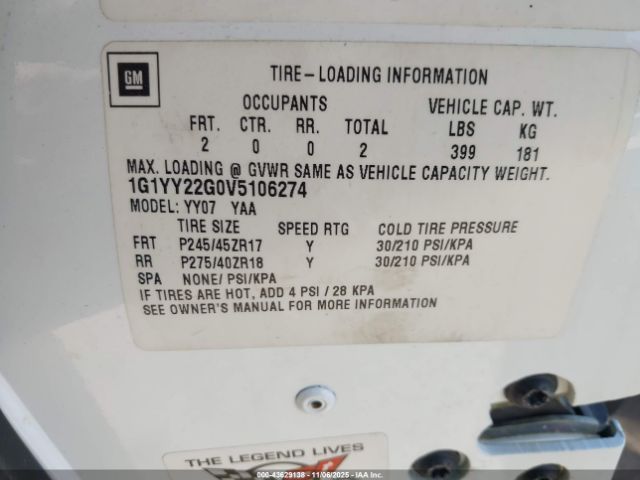 GM
TIRE-LOADING INFORMATION
OCCUPANTS VEHICLE CAP. WT.
FRT. CTR. RR. TOTAL LBS KG
2 0 0 2 399 181
MAX. LOADING @ GVWR SAME AS VEHICLE CAPACITY WEIGHT.
1G1YY22G0V5106274
MODEL: YY07 YAA
TIRE SIZE SPEED RTG COLD TIRE PRESSURE
FRT P245/45ZR17 Y 30/210 PSI/KPA
RR P275/40ZR18 Y 30/210 PSI/KPA
SPA NONE/ PSI/KPA
IF TIRES ARE HOT, ADD 4 PSI / 28 KPA
SEE OWNER'S MANUAL FOR MORE INFORMATION
THE LEGEND LIVES
000-43629138 - 11/06/2025 - IAA Inc.